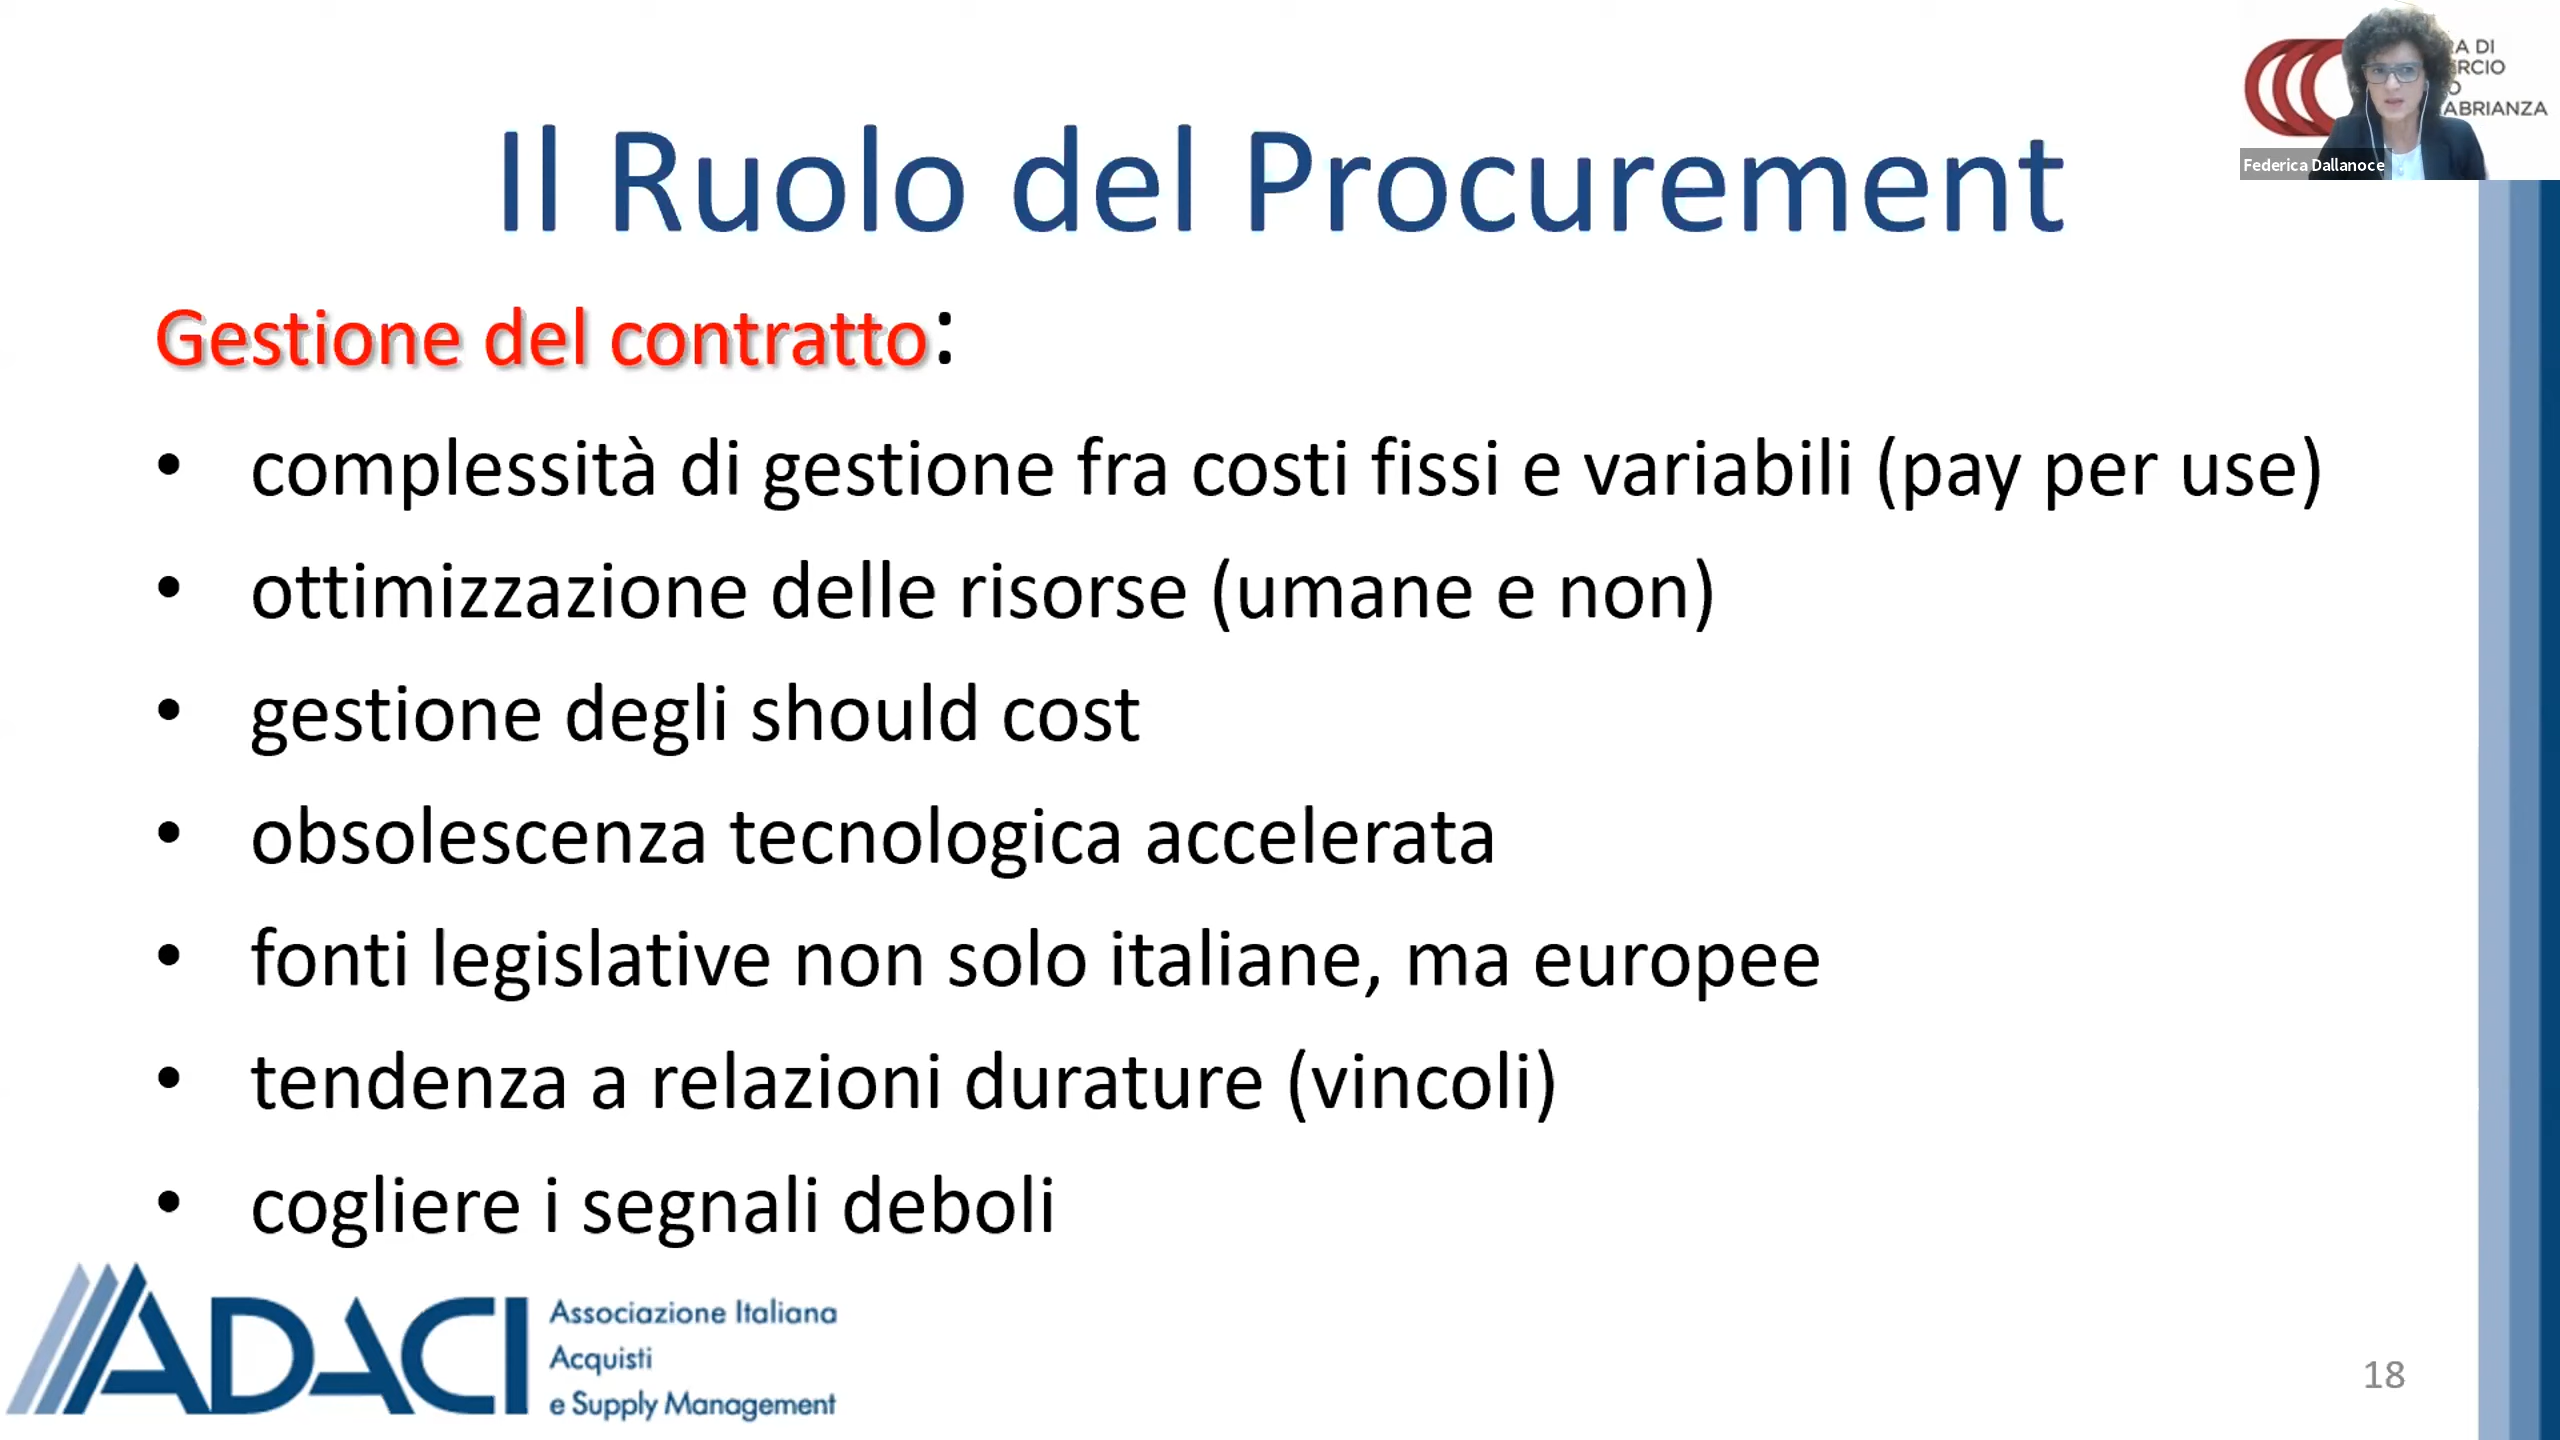 Il Ruolo del Procurement
Federica Dallanoce
ABRIANZA
Gestione del contratto:
• complessità di gestione fra costi fissi e variabili (pay per use)
• ottimizzazione delle risorse (umane e non)
• gestione degli should cost
• obsolescenza tecnologica accelerata
• fonti legislative non solo italiane, ma europee
• tendenza a relazioni durature (vincoli)
• cogliere i segnali deboli
ADACI
Associazione Italiana
Acquisti
e Supply Management
18